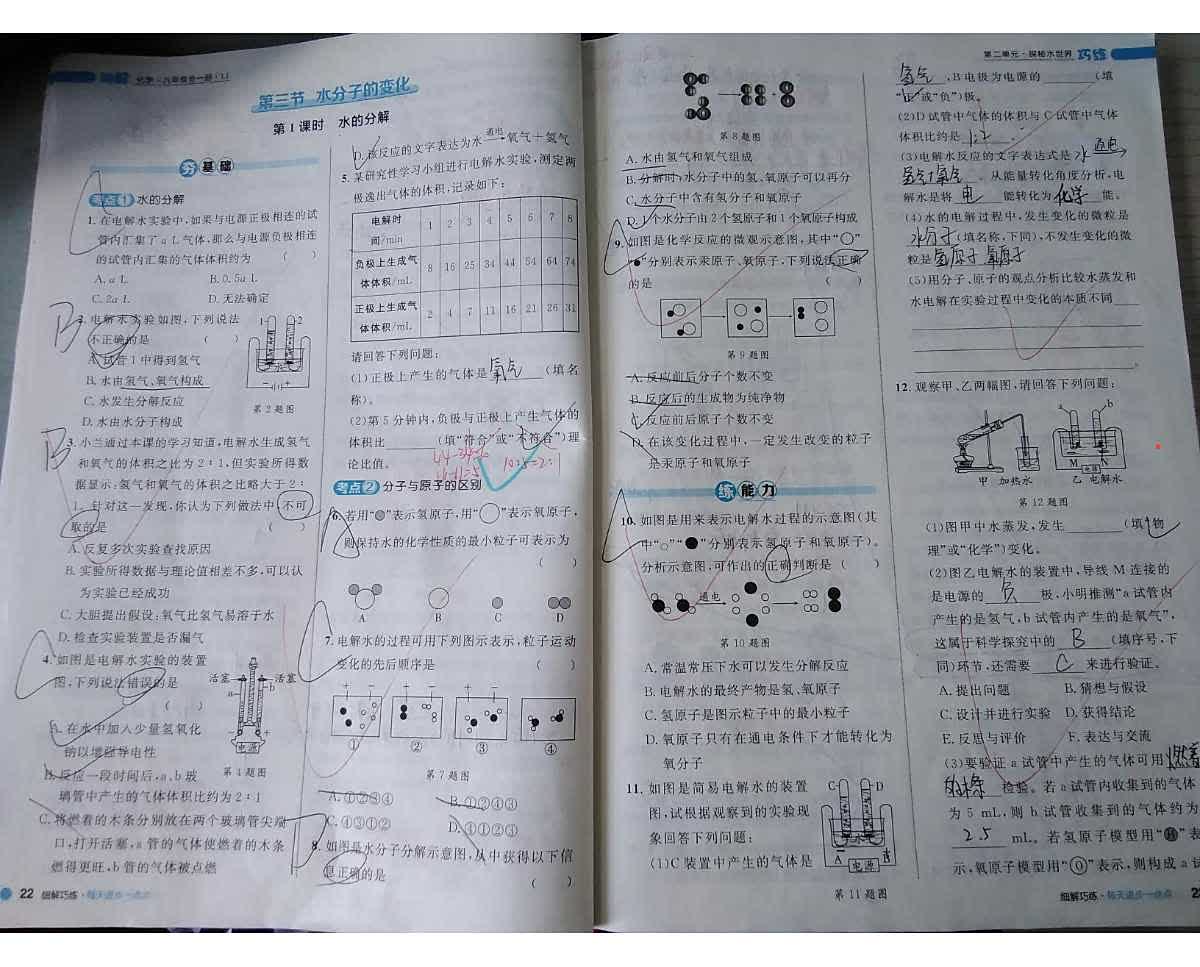 巧解 化学·八年级全一册(LJ)
第三节 水分子的变化
第1课时 水的分解
夯基础
考点1 水的分解
1.在电解水实验中,如果与电源正极相连的试
管内汇集了a L气体,那么与电源负极相连
的试管内汇集的气体体积约为 ( )
A.a L B.0.5a L
C.2a L D.无法确定
2.电解水实验如图,下列说法
不正确的是 ( )
A.试管1中得到氢气
B.水由氢气、氧气构成
C.水发生分解反应
D.水由水分子构成
1 2
水
第2题图
B
3.小兰通过本课的学习知道,电解水生成氢气
和氧气的体积之比为2∶1,但实验所得数
据显示:氢气和氧气的体积之比略大于2∶
1。针对这一发现,你认为下列做法中,不可
取的是 ( )
A.反复多次实验查找原因
B.实验所得数据与理论值相差不多,可以认
为实验已经成功
C.大胆提出假设:氧气比氢气易溶于水
D.检查实验装置是否漏气
B
4.如图是电解水实验的装置
图,下列说法错误的是
( )
A.在水中加入少量氢氧化
钠以增强导电性
B.反应一段时间后,a、b玻
璃管中产生的气体体积比约为2∶1
C.将燃着的木条分别放在两个玻璃管尖端
口,打开活塞,a管的气体使燃着的木条
燃得更旺,b管的气体被点燃
活塞 活塞
a b
- +
电源
第4题图
22 细解巧练·每天进步一点点
D.该反应的文字表达为水 通电→ 氧气+氢气
5.某研究性学习小组进行电解水实验,测定两
极逸出气体的体积,记录如下:
电解时间/min 1 2 3 4 5 6 7 8
负极上生成气体体积/mL 8 16 25 34 44 54 64 74
正极上生成气体体积/mL 2 4 7 11 16 21 26 31
请回答下列问题:
(1)正极上产生的气体是 氧气 (填名
称)。
(2)第5分钟内,负极与正极上产生气体的
体积比 (填“符合”或“不符合”)理
论比值。
44-34=10
16-11=5
10:5=2:1
考点2 分子与原子的区别
6.若用“ ”表示氢原子,用“○”表示氧原子,
则保持水的化学性质的最小粒子可表示为
( )
A B C D
7.电解水的过程可用下列图示表示,粒子运动
变化的先后顺序是 ( )
+ - + - + - + -
① ② ③ ④
第7题图
A.①②③④ B.①②④③
C.④③①② D.④①②③
8.如图是水分子分解示意图,从中获得以下信
息正确的是 ( )
第二单元·探秘水世界 巧练
第8题图
A.水由氢气和氧气组成
B.分解时,水分子中的氢、氧原子可以再分
C.水分子中含有氢分子和氧原子
D.1个水分子由2个氢原子和1个氧原子构成
9.如图是化学反应的微观示意图,其中“○”
“●”分别表示汞原子、氧原子,下列说法正确
的是 ( )
第9题图
A.反应前后分子个数不变
B.反应后的生成物为纯净物
C.反应前后原子个数不变
D.在该变化过程中,一定发生改变的粒子
是汞原子和氧原子
练能力
10.如图是用来表示电解水过程的示意图(其
中“○”“●”分别表示氢原子和氧原子)。
分析示意图,可作出的正确判断是 ( )
通电
第10题图
A.常温常压下水可以发生分解反应
B.电解水的最终产物是氢、氧原子
C.氢原子是图示粒子中的最小粒子
D.氧原子只有在通电条件下才能转化为
氧分子
11.如图是简易电解水的装置
图,试根据观察到的实验现
象回答下列问题:
(1)C装置中产生的气体是
C D
A
电源
第11题图
氢气 ,B电极为电源的 (填
“正”或“负”)极。
(2)D试管中气体的体积与C试管中气体
体积比约是 1:2 。
(3)电解水反应的文字表达式是 水 通电→
氢气+氧气 。从能量转化角度分析,电
解水是将 电 能转化为 化学 能。
(4)水的电解过程中,发生变化的微粒是
水分子 (填名称,下同),不发生变化的微
粒是 氢原子 氧原子
(5)用分子、原子的观点分析比较水蒸发和
水电解在实验过程中变化的本质不同
。
12.观察甲、乙两幅图,请回答下列问题:
a b
M N
电源
甲 加热水 乙 电解水
第12题图
(1)图甲中水蒸发,发生 (填“物
理”或“化学”)变化。
(2)图乙电解水的装置中,导线M连接的
是电源的 负 极,小明推测“a试管内
产生的是氢气,b试管内产生的是氧气”,
这属于科学探究中的 B (填序号,下
同)环节,还需要 C 来进行验证。
A.提出问题 B.猜想与假设
C.设计并进行实验 D.获得结论
E.反思与评价 F.表达与交流
(3)要验证a试管中产生的气体可用 燃着
的木条 检验。若a试管内收集到的气体
为5 mL,则b试管收集到的气体约为
2.5 mL。若氢原子模型用“ ”表
示,氧原子模型用“ ”表示,则构成a试
细解巧练·每天进步一点点